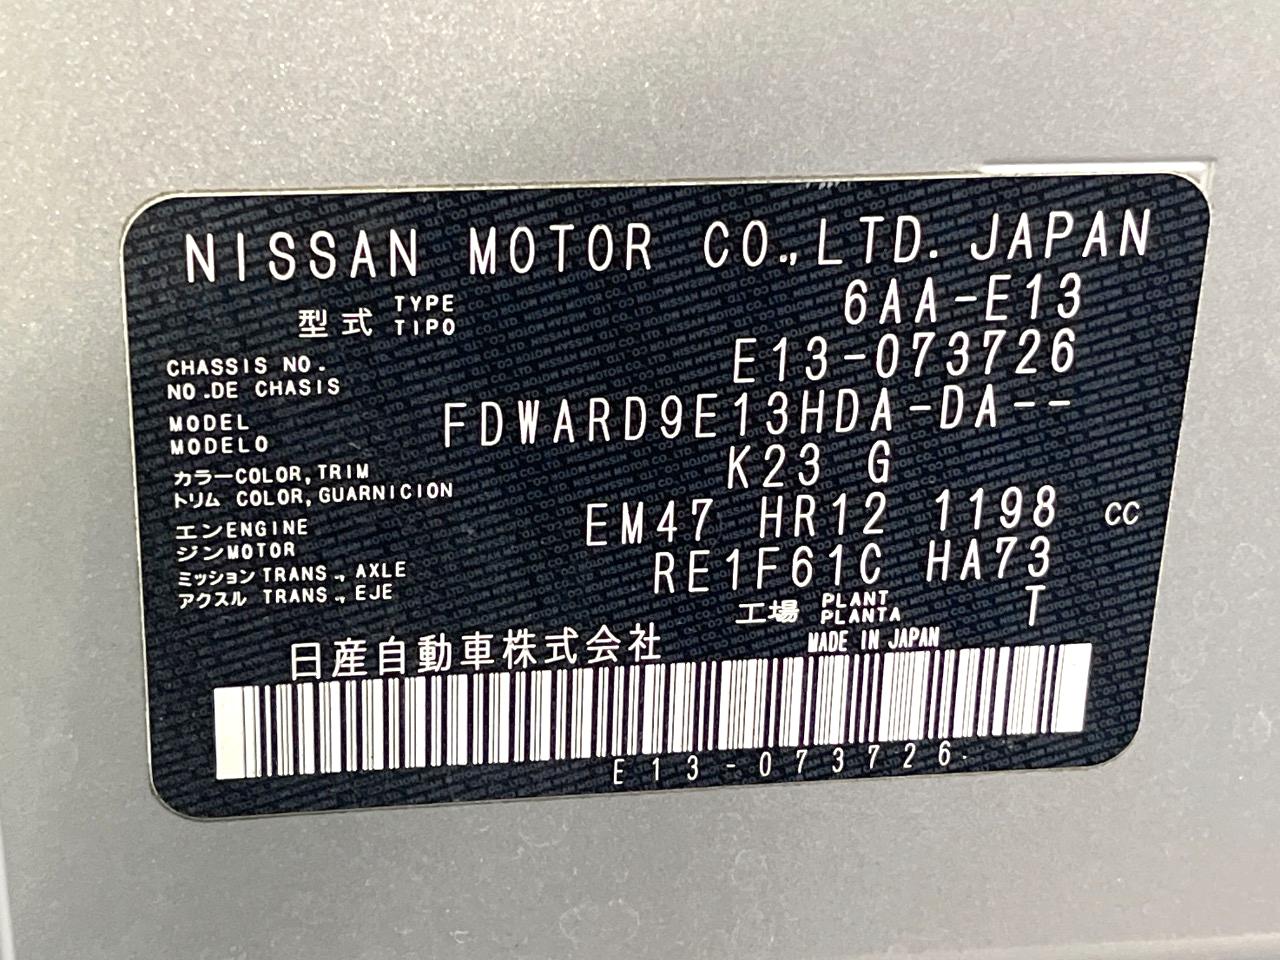 NISSAN MOTOR CO.,LTD. JAPAN
型式 TYPE TIPO 6AA-E13
CHASSIS NO. NO.DE CHASIS E13-073726
MODEL MODELO FDWARD9E13HDA-DA--
カラーCOLOR,TRIM
トリム COLOR,GUARNICION K23 G
エンENGINE
ジンMOTOR EM47 HR12 1198 CC
ミッションTRANS., AXLE
アクスル TRANS., EJE RE1F61C HA73
工場 PLANT PLANTA T
日産自動車株式会社 MADE IN JAPAN
E13-073726